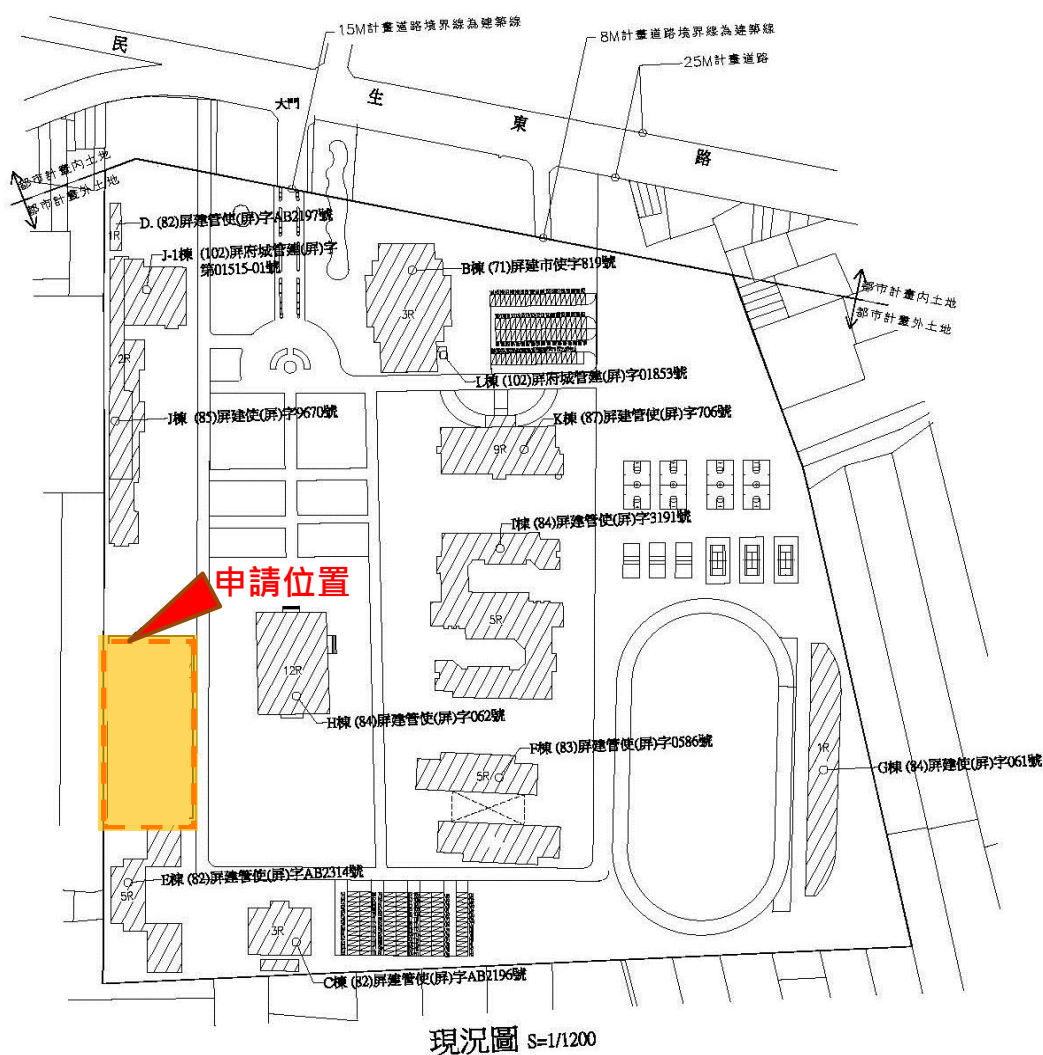 15M計畫道路境界線為建築線
8M計畫道路境界線為建築線
25M計畫道路
民生東路
大門
都市計畫內土地
都市計畫外土地
1R
D. (82)屏建管使(屏)字AB2197號
J-1棟 (102)屏府城管建(屏)字
第01515-01號
B棟 (71)屏建市使字819號
3R
都市計畫內土地
都市計畫外土地
2R
L棟 (102)屏府城管建(屏)字01853號
J棟 (85)屏建使(屏)字9670號
K棟 (87)屏建管使(屏)字706號
9R
I棟 (84)屏建管使(屏)字3191號
申請位置
5R
12R
H棟 (84)屏建管使(屏)字062號
F棟 (83)屏建管使(屏)字0586號
5R
1R
G棟 (84)屏建使(屏)字061號
E棟 (82)屏建管使(屏)字AB2314號
5R
3R
C棟 (82)屏建管使(屏)字AB2196號
現況圖 S=1/1200